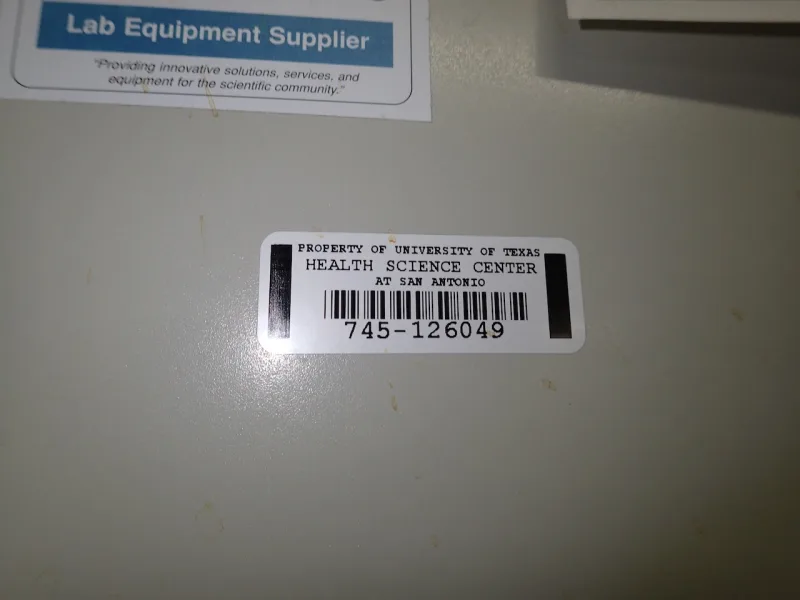 Lab Equipment Supplier
"Providing innovative solutions, services, and
equipment for the scientific community."
PROPERTY OF UNIVERSITY OF TEXAS
HEALTH SCIENCE CENTER
AT SAN ANTONIO
745-126049